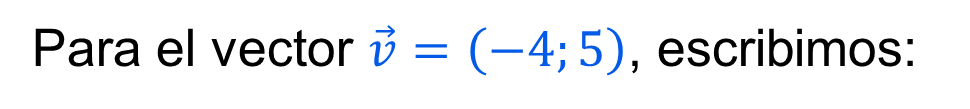 Para el vector v⃗ = (−4; 5), escribimos: